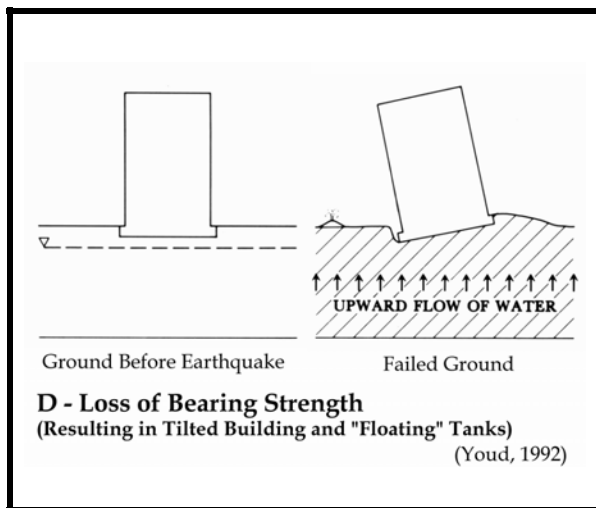 UPWARD FLOW OF WATER
Ground Before Earthquake
Failed Ground
D - Loss of Bearing Strength
(Resulting in Tilted Building and "Floating" Tanks)
(Youd, 1992)